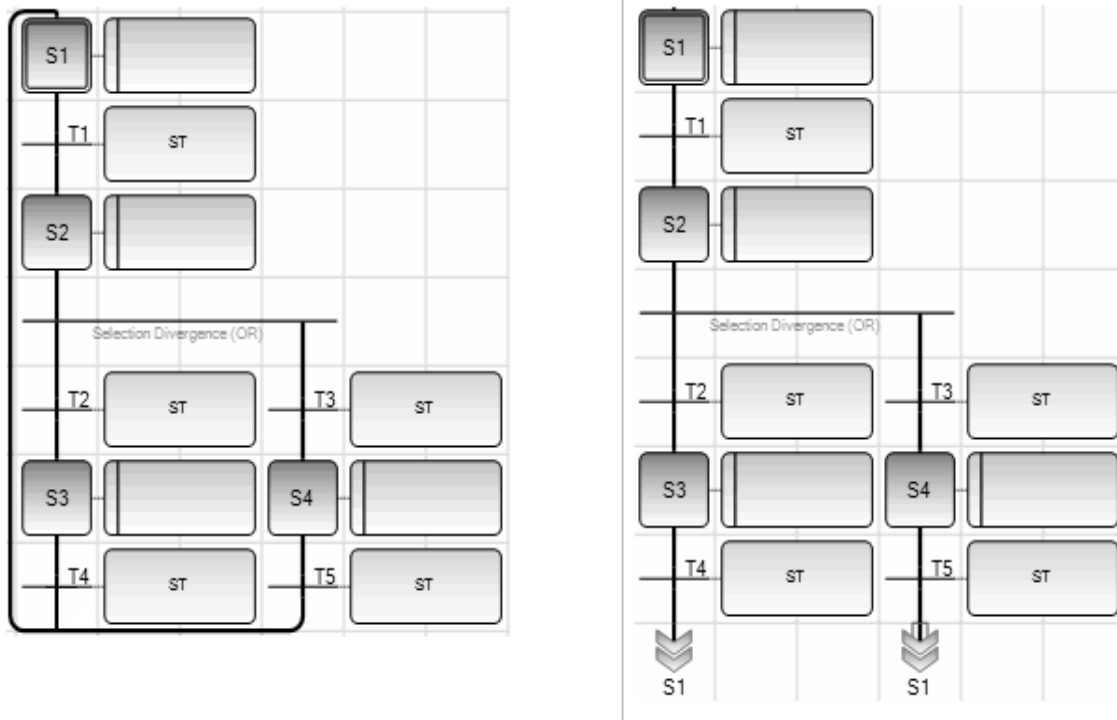 S1
T1 ST
S2
Selection Divergence (OR)
T2 ST T3 ST
S3 S4
T4 ST T5 ST
S1
T1 ST
S2
Selection Divergence (OR)
T2 ST T3 ST
S3 S4
T4 ST T5 ST
S1 S1